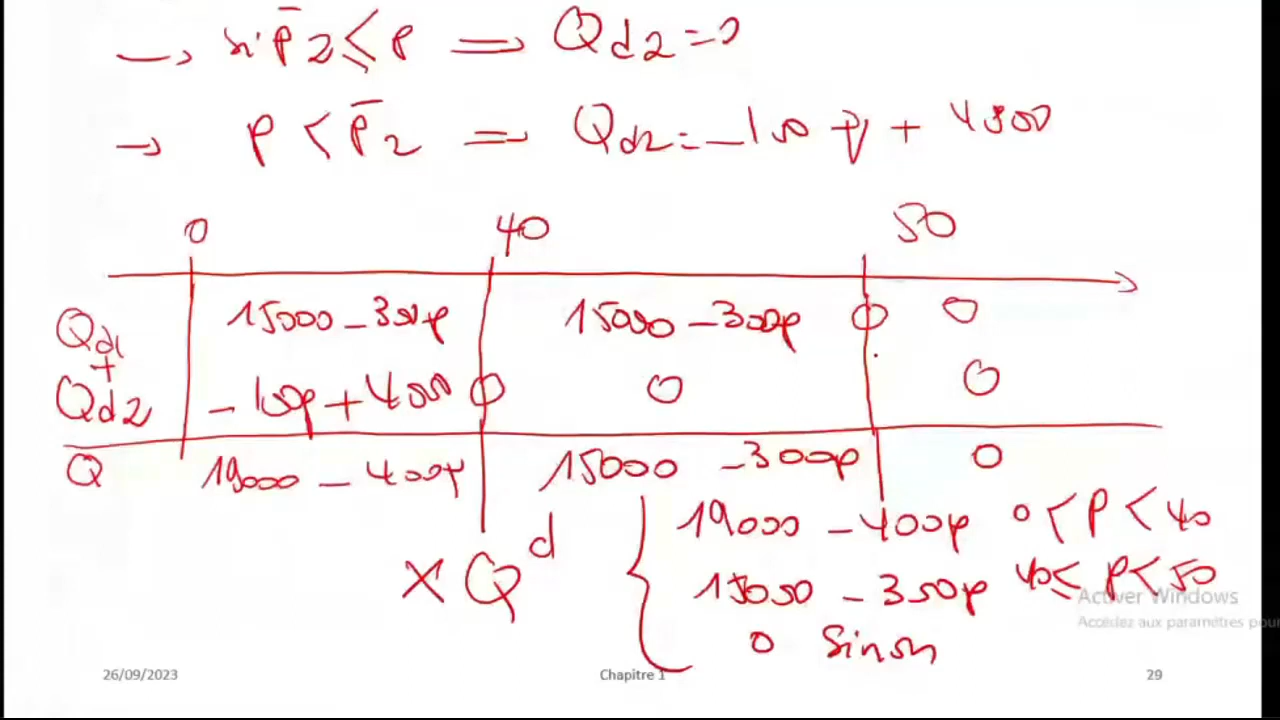 → si p̄2 ≤ p ⟹ Qd2 = 0
→ p < p̄2 ⟹ Qd2 = -100 p + 4000
0 40 50
Qd1 15000 - 300p 15000 - 300p 0 0
+
Qd2 - 100p + 4000 0 0 0
Q 19000 - 400p 15000 - 300p 0
19000 - 400p 0 < p < 40
× Qd
15000 - 300p 40 ≤ p < 50
Activer Windows
Accédez aux paramètres pour
0 Sinon
26/09/2023 Chapitre 1 29